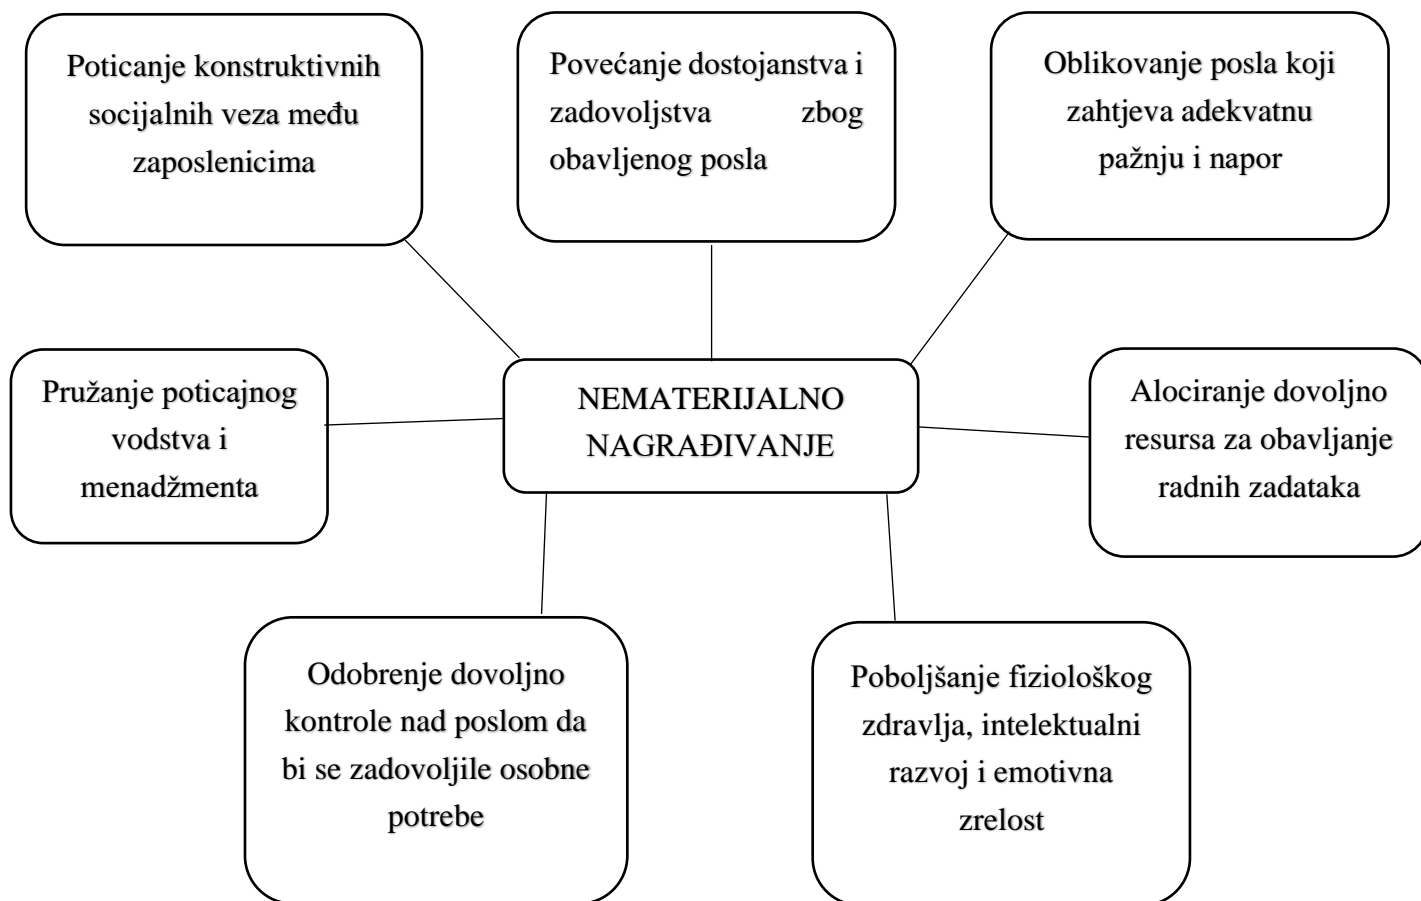 Poticanje konstruktivnih
socijalnih veza među
zaposlenicima
Povećanje dostojanstva i
zadovoljstva zbog
obavljenog posla
Oblikovanje posla koji
zahtjeva adekvatnu
pažnju i napor
Pružanje poticajnog
vodstva i
menadžmenta
NEMATERIJALNO
NAGRAĐIVANJE
Alociranje dovoljno
resursa za obavljanje
radnih zadataka
Odobrenje dovoljno
kontrole nad poslom da
bi se zadovoljile osobne
potrebe
Poboljšanje fiziološkog
zdravlja, intelektualni
razvoj i emotivna
zrelost